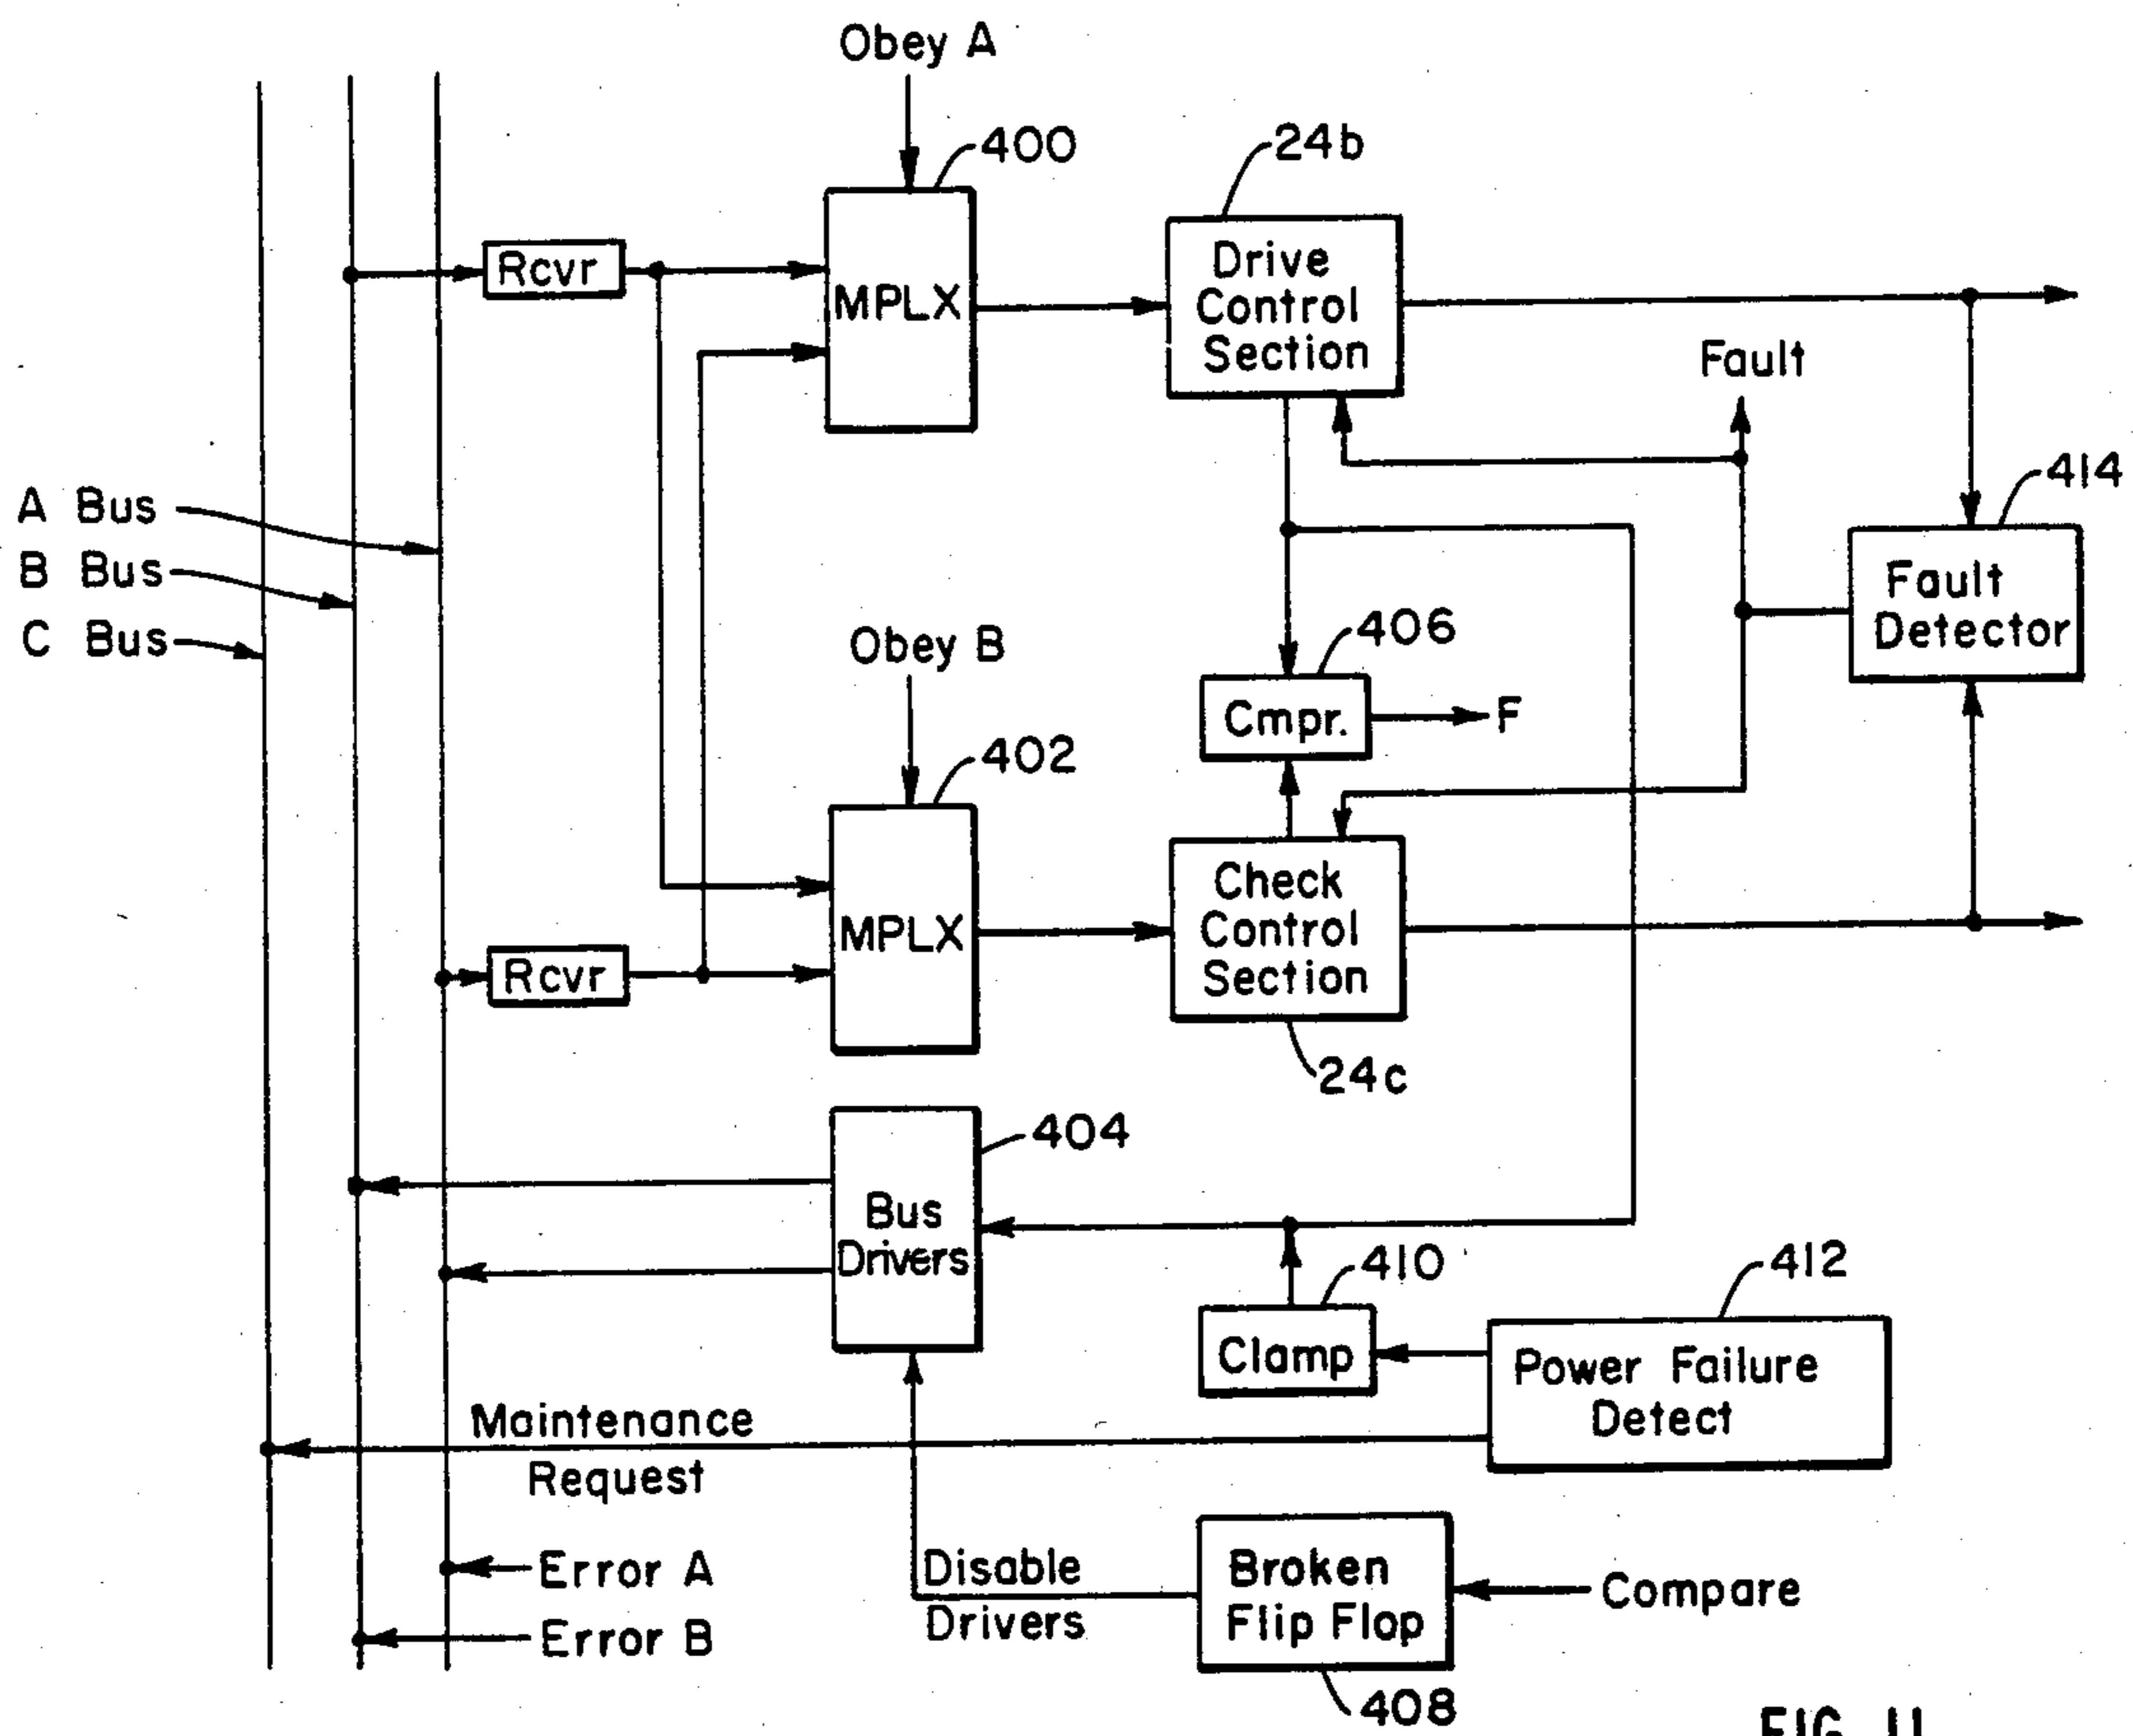 Obey A
400
24b
Rcvr
MPLX
Drive
Control
Section
Fault
414
A Bus
B Bus
C Bus
Fault
Detector
Obey B
406
Cmpr.
F
402
Rcvr
MPLX
Check
Control
Section
24c
404
Bus
Drivers
410
412
Clamp
Power Failure
Detect
Maintenance
Request
Error A
Error B
Disable
Drivers
Broken
Flip Flop
Compare
408
FIG. 11